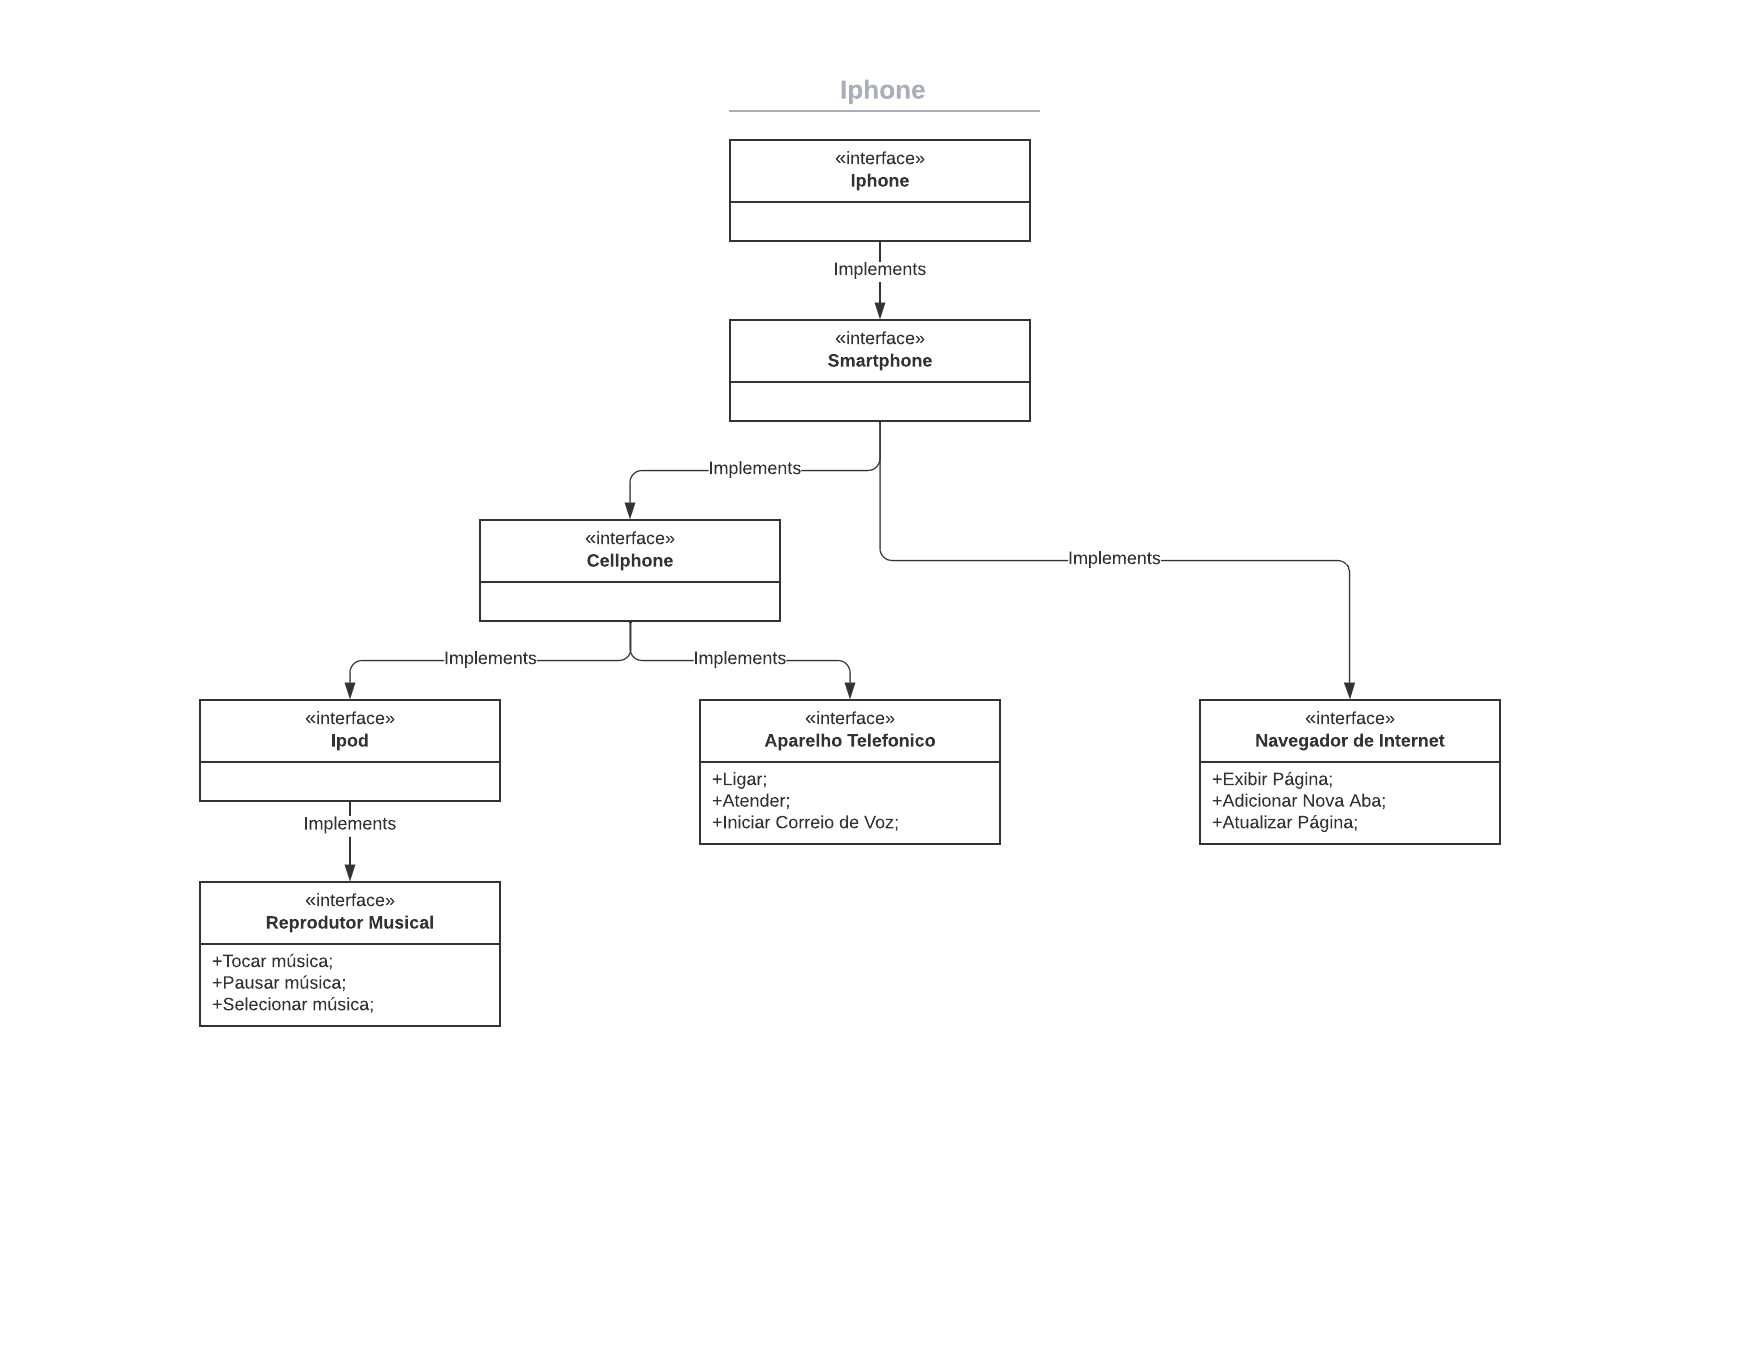 Iphone
«interface»
Iphone
Implements
«interface»
Smartphone
Implements
«interface»
Cellphone
Implements
Implements
Implements
«interface»
Ipod
«interface»
Aparelho Telefonico
+Ligar;
+Atender;
+Iniciar Correio de Voz;
«interface»
Navegador de Internet
+Exibir Página;
+Adicionar Nova Aba;
+Atualizar Página;
Implements
«interface»
Reprodutor Musical
+Tocar música;
+Pausar música;
+Selecionar música;